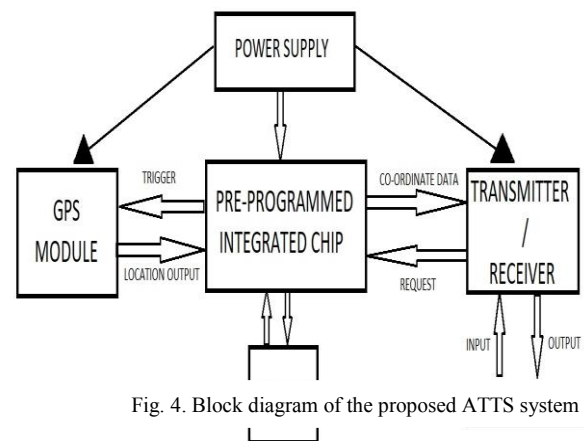 POWER SUPPLY
TRIGGER
CO-ORDINATE DATA
GPS
MODULE
PRE-PROGRAMMED
INTEGRATED CHIP
TRANSMITTER
/
RECEIVER
LOCATION OUTPUT
REQUEST
INPUT
OUTPUT
Fig. 4. Block diagram of the proposed ATTS system